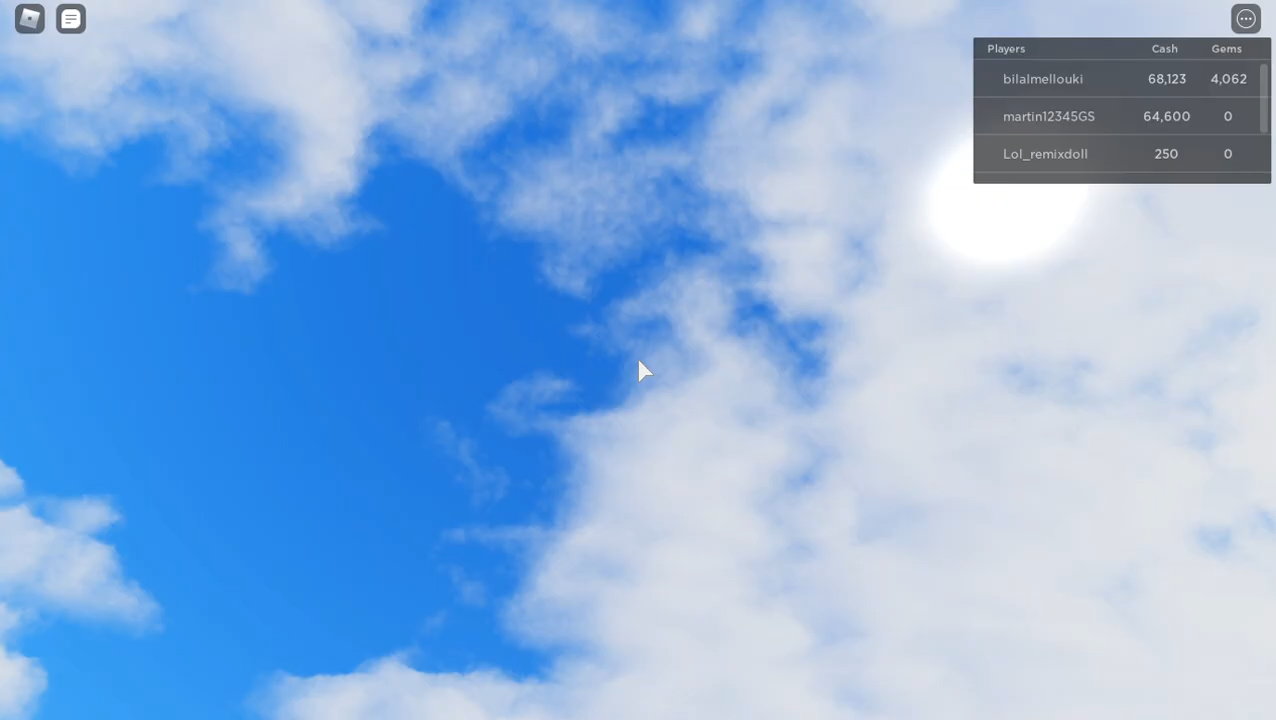 Players Cash Gems
bilalmellouki 68,123 4,062
martin12345GS 64,600 0
Lol_remixdoll 250 0